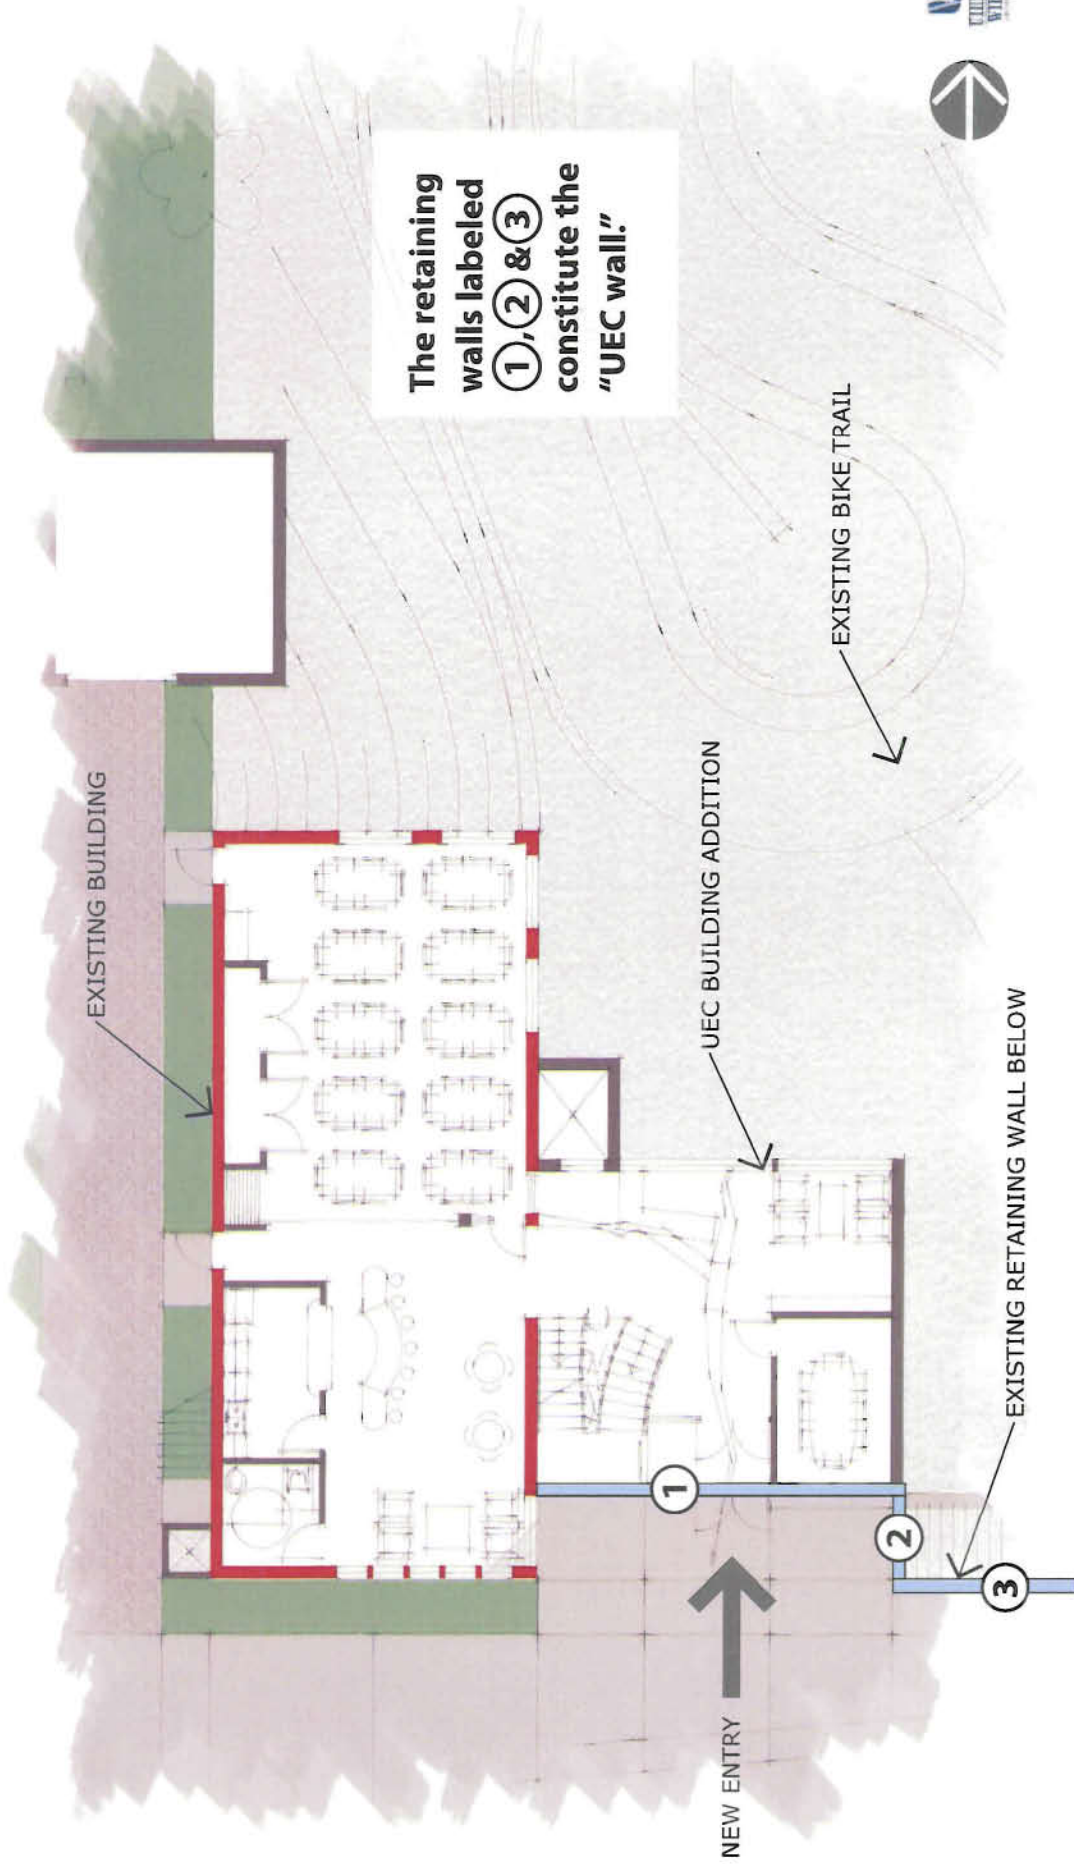 EXISTING BUILDING
The retaining
walls labeled
1, 2 & 3
constitute the
“UEC wall.”
EXISTING BIKE TRAIL
UEC BUILDING ADDITION
EXISTING RETAINING WALL BELOW
NEW ENTRY
1
2
3